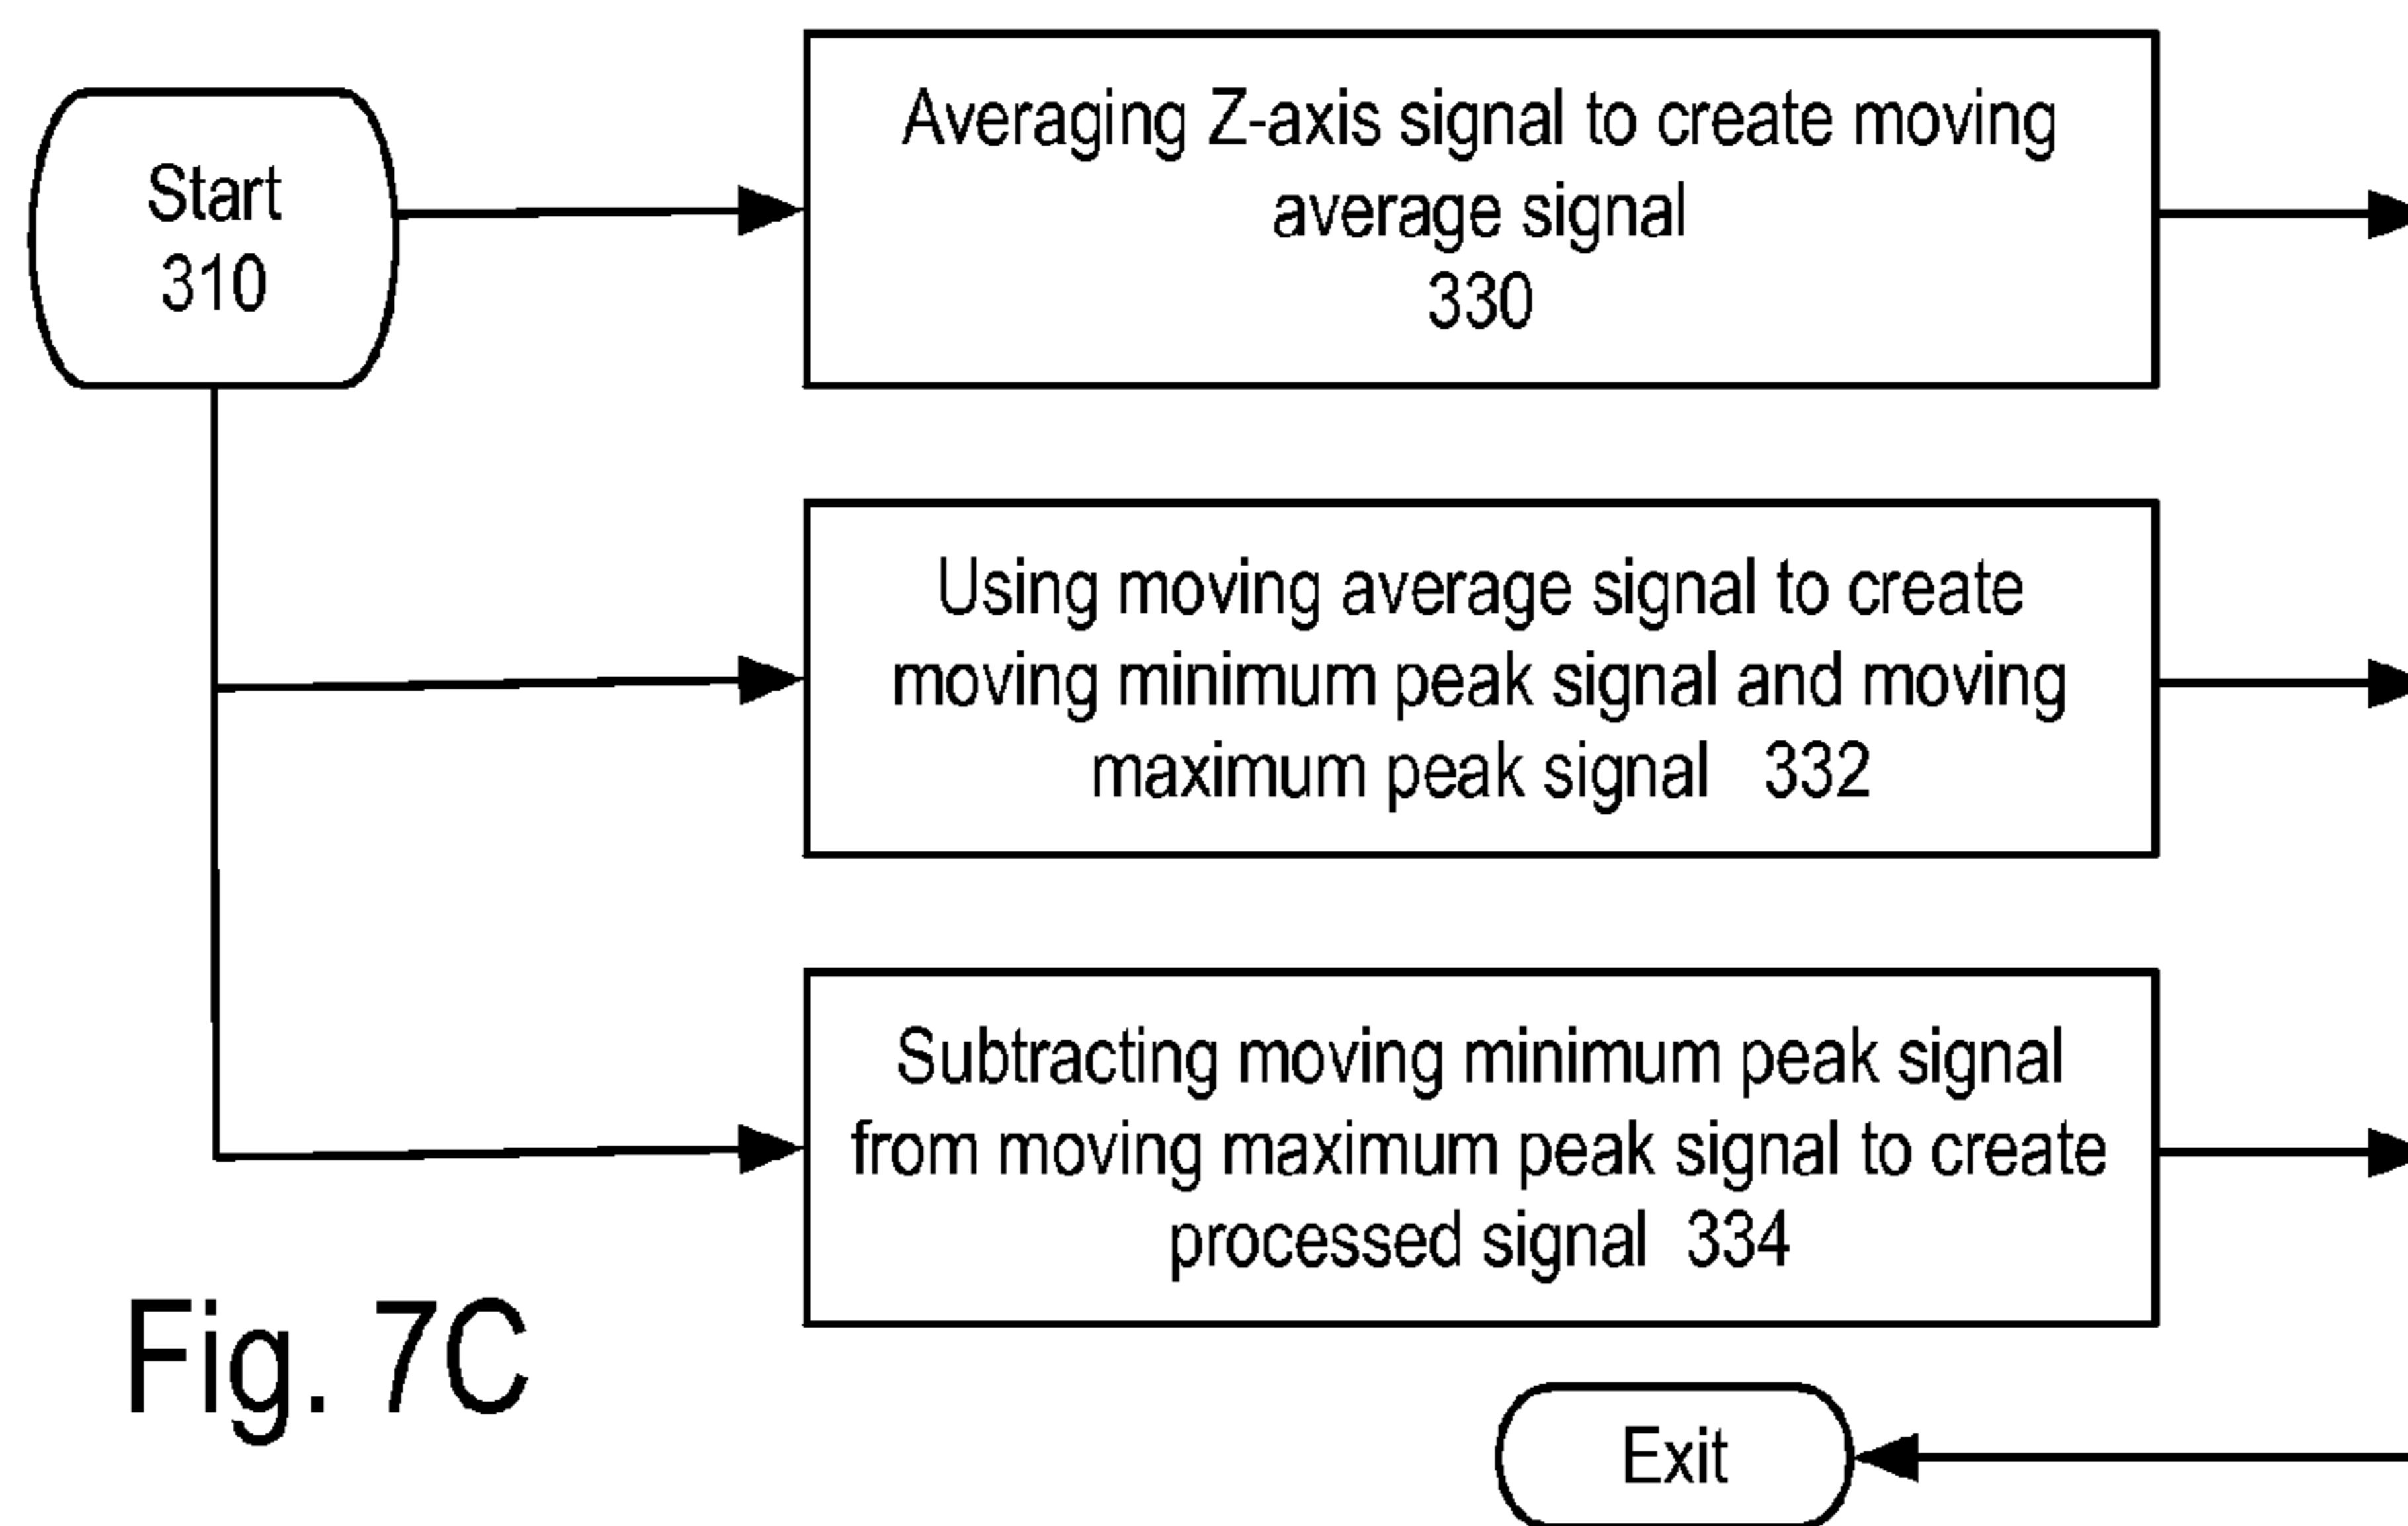 Start
310
Averaging Z-axis signal to create moving
average signal
330
Using moving average signal to create
moving minimum peak signal and moving
maximum peak signal 332
Subtracting moving minimum peak signal
from moving maximum peak signal to create
processed signal 334
Fig. 7C
Exit